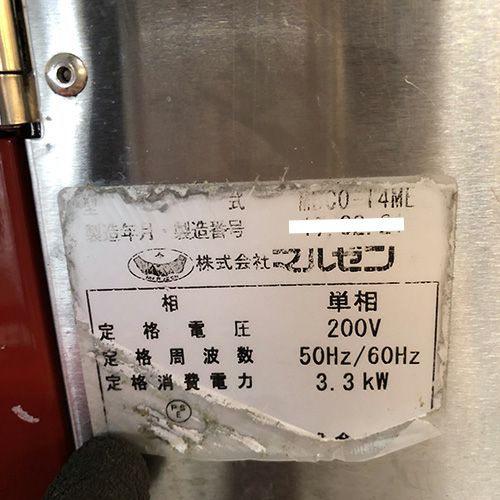 型 式
製造年月・製造番号
株式会社マルゼン
相 単相
定格電圧 200V
定格周波数 50Hz/60Hz
定格消費電力 3.3kW
PS
E